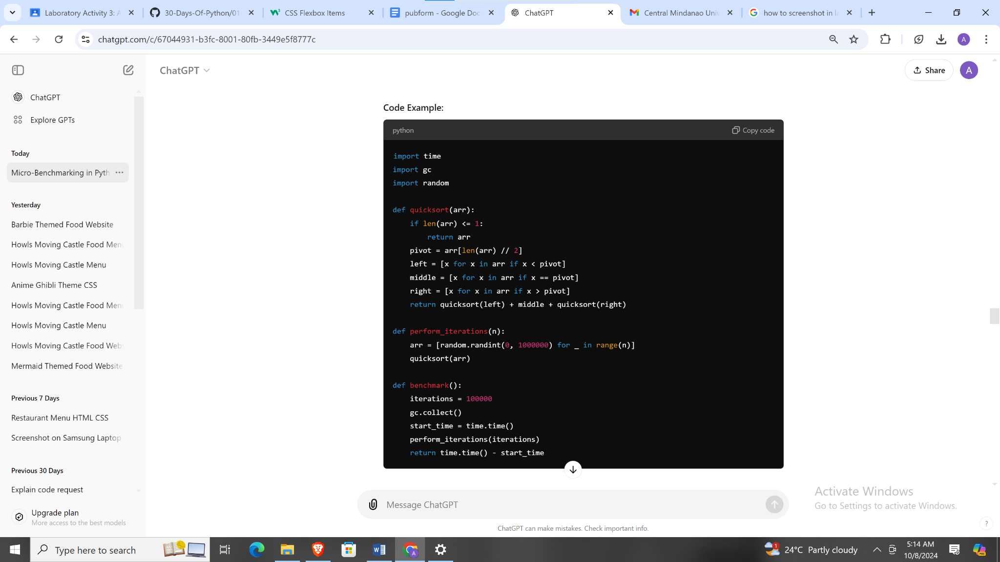 Laboratory Activity 3: A
30-Days-Of-Python/01
CSS Flexbox Items
pubform - Google Doc
ChatGPT
Central Mindanao Univ
how to screenshot in la
chatgpt.com/c/67044931-b3fc-8001-80fb-3449e5f8777c
A
ChatGPT
Share
A
ChatGPT
Explore GPTs
Today
Micro-Benchmarking in Pyth
Yesterday
Barbie Themed Food Website
Howls Moving Castle Food Men
Howls Moving Castle Menu
Anime Ghibli Theme CSS
Howls Moving Castle Food Men
Howls Moving Castle Menu
Howls Moving Castle Food Web
Mermaid Themed Food Website
Previous 7 Days
Restaurant Menu HTML CSS
Screenshot on Samsung Laptop
Previous 30 Days
Explain code request
Upgrade plan
More access to the best models
Code Example:
python
Copy code
import time
import gc
import random
def quicksort(arr):
    if len(arr) <= 1:
        return arr
    pivot = arr[len(arr) // 2]
    left = [x for x in arr if x < pivot]
    middle = [x for x in arr if x == pivot]
    right = [x for x in arr if x > pivot]
    return quicksort(left) + middle + quicksort(right)
def perform_iterations(n):
    arr = [random.randint(0, 1000000) for _ in range(n)]
    quicksort(arr)
def benchmark():
    iterations = 100000
    gc.collect()
    start_time = time.time()
    perform_iterations(iterations)
    return time.time() - start_time
Message ChatGPT
ChatGPT can make mistakes. Check important info.
Activate Windows
Go to Settings to activate Windows.
?
Type here to search
W
A
1
24°C Partly cloudy
5:14 AM
10/8/2024
PRE